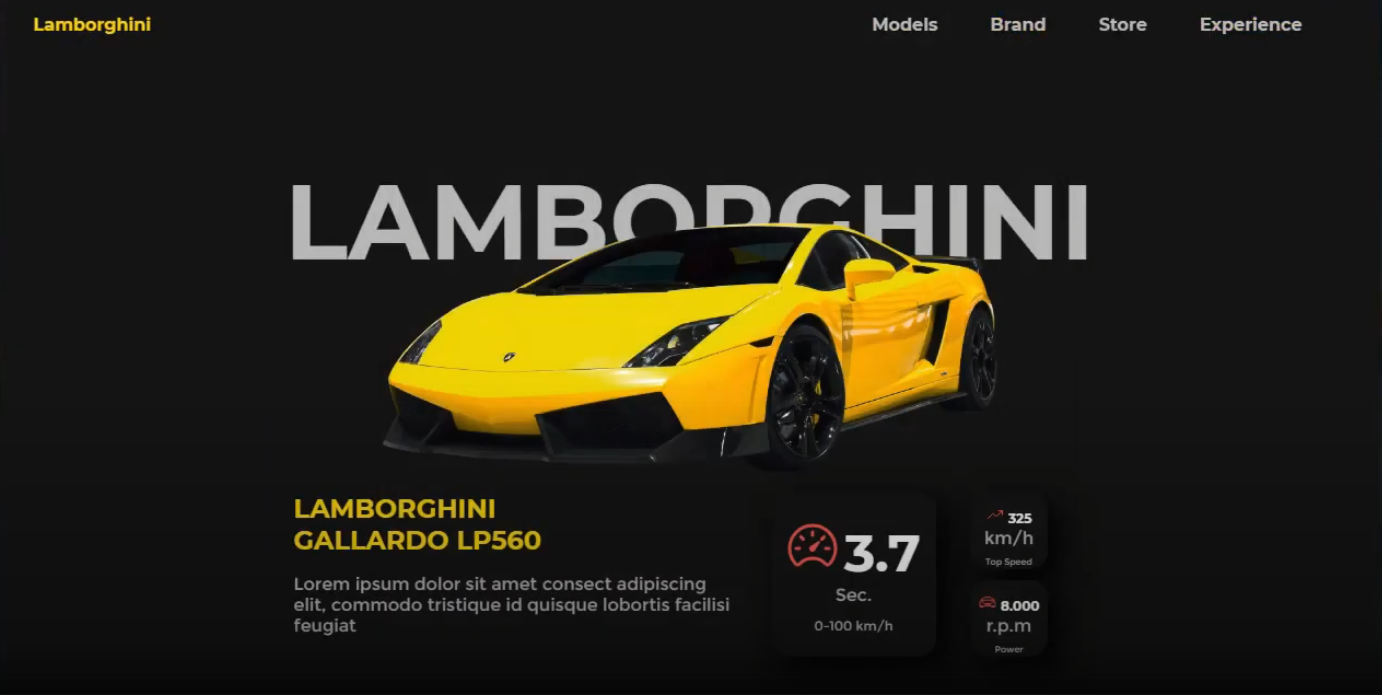 Lamborghini
Models Brand Store Experience
LAMBORGHINI
LAMBORGHINI
GALLARDO LP560
Lorem ipsum dolor sit amet consect adipiscing
elit, commodo tristique id quisque lobortis facilisi
feugiat
3.7
Sec.
0-100 km/h
325
km/h
Top Speed
8.000
r.p.m
Power